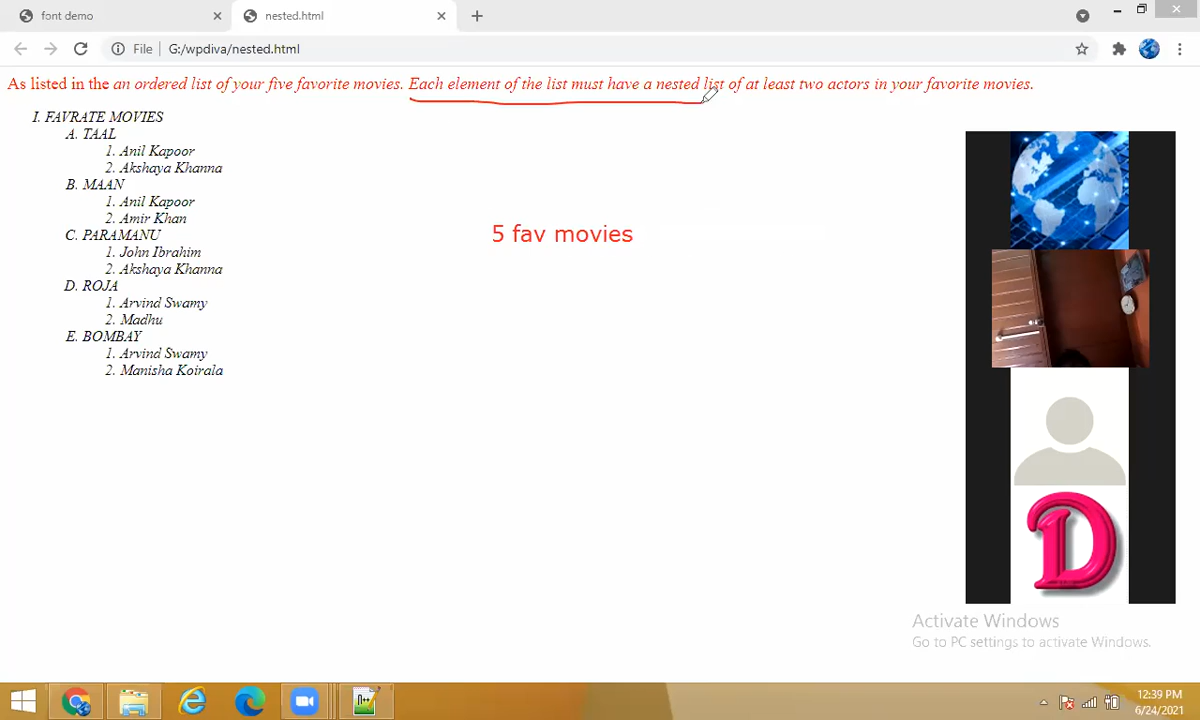 font demo
nested.html
File
G:/wpdiva/nested.html
As listed in the an ordered list of your five favorite movies. Each element of the list must have a nested list of at least two actors in your favorite movies.
I. FAVRATE MOVIES
A. TAAL
1. Anil Kapoor
2. Akshaya Khanna
B. MAAN
1. Anil Kapoor
2. Amir Khan
C. PARAMANU
1. John Ibrahim
2. Akshaya Khanna
D. ROJA
1. Arvind Swamy
2. Madhu
E. BOMBAY
1. Arvind Swamy
2. Manisha Koirala
5 fav movies
D
Activate Windows
Go to PC settings to activate Windows.
12:39 PM
6/24/2021